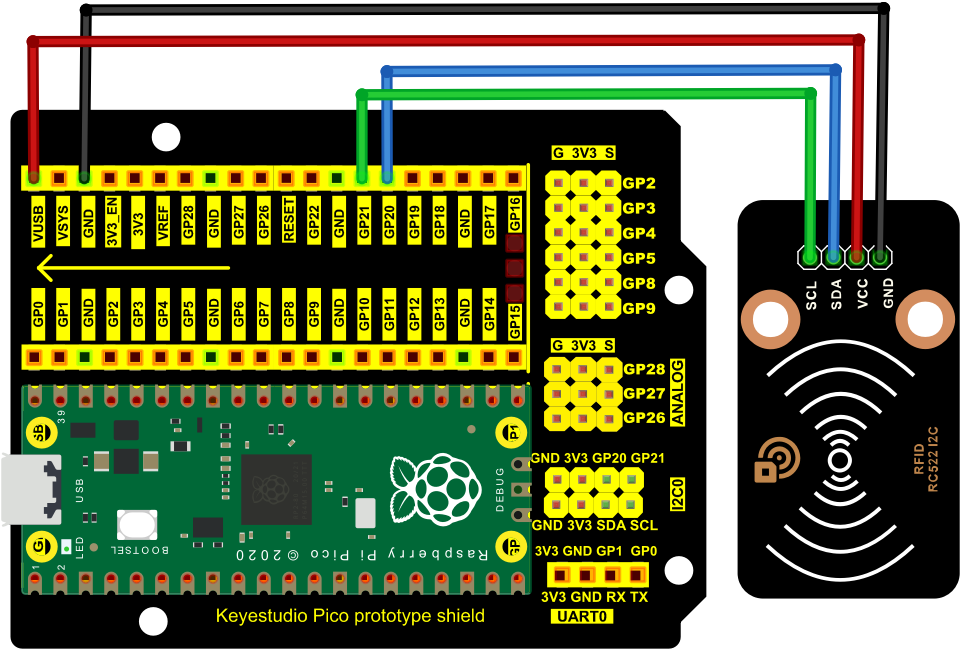 G 3V3 S
VUSB VSYS GND 3V3_EN 3V3 VREF GP28 GND GP27 GP26 RESET GP22 GND GP21 GP20 GP19 GP18 GND GP17 GP16
GP2
GP3
GP4
GP5
GP8
GP9
GP0 GP1 GND GP2 GP3 GP4 GP5 GND GP6 GP7 GP8 GP9 GND GP10 GP11 GP12 GP13 GND GP14 GP15
SCL SDA VCC GND
G 3V3 S
GP28
GP27
GP26
ANALOG
39
USB
DEBUG
LED
BOOTSEL
1 2
Raspberry Pi Pico © 2020
GND 3V3 GP20 GP21
I2C0
GND 3V3 SDA SCL
3V3 GND GP1 GP0
3V3 GND RX TX
UART0
Keyestudio Pico prototype shield
RFID
RC522 I2C